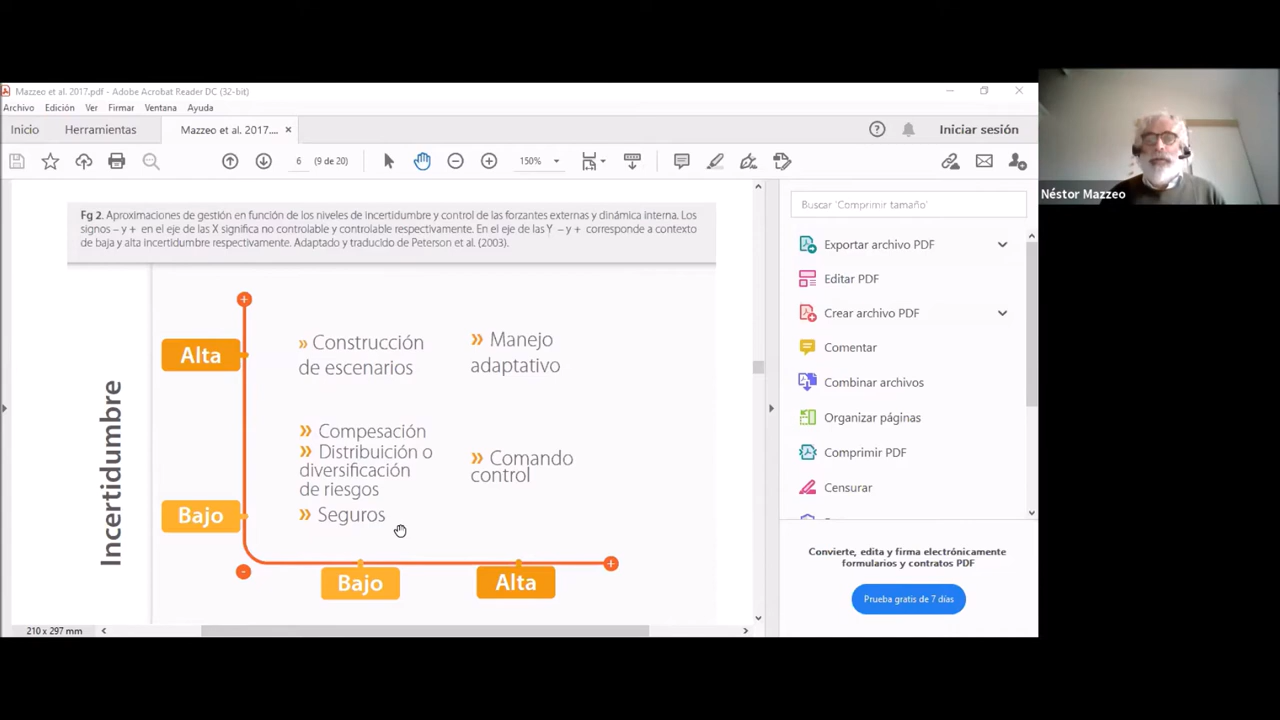 Mazzeo et al. 2017.pdf - Adobe Acrobat Reader DC (32-bit)
Archivo Edición Ver Firmar Ventana Ayuda
Inicio Herramientas Mazzeo et al. 2017.... × Iniciar sesión
6 (9 de 20) 150%
Néstor Mazzeo
Fg 2. Aproximaciones de gestión en función de los niveles de incertidumbre y control de las forzantes externas y dinámica interna. Los
signos – y + en el eje de las X significa no controlable y controlable respectivamente. En el eje de las Y – y + corresponde a contexto
de baja y alta incertidumbre respectivamente. Adaptado y traducido de Peterson et al. (2003).
+
Alta
» Construcción
de escenarios
» Manejo
adaptativo
Incertidumbre
» Compesación
» Distribuición o
diversificación
de riesgos
» Seguros
» Comando
control
Bajo
-
+
Bajo
Alta
210 x 297 mm
Buscar 'Comprimir tamaño'
Exportar archivo PDF
Editar PDF
Crear archivo PDF
Comentar
Combinar archivos
Organizar páginas
Comprimir PDF
Censurar
Convierte, edita y firma electrónicamente
formularios y contratos PDF
Prueba gratis de 7 días